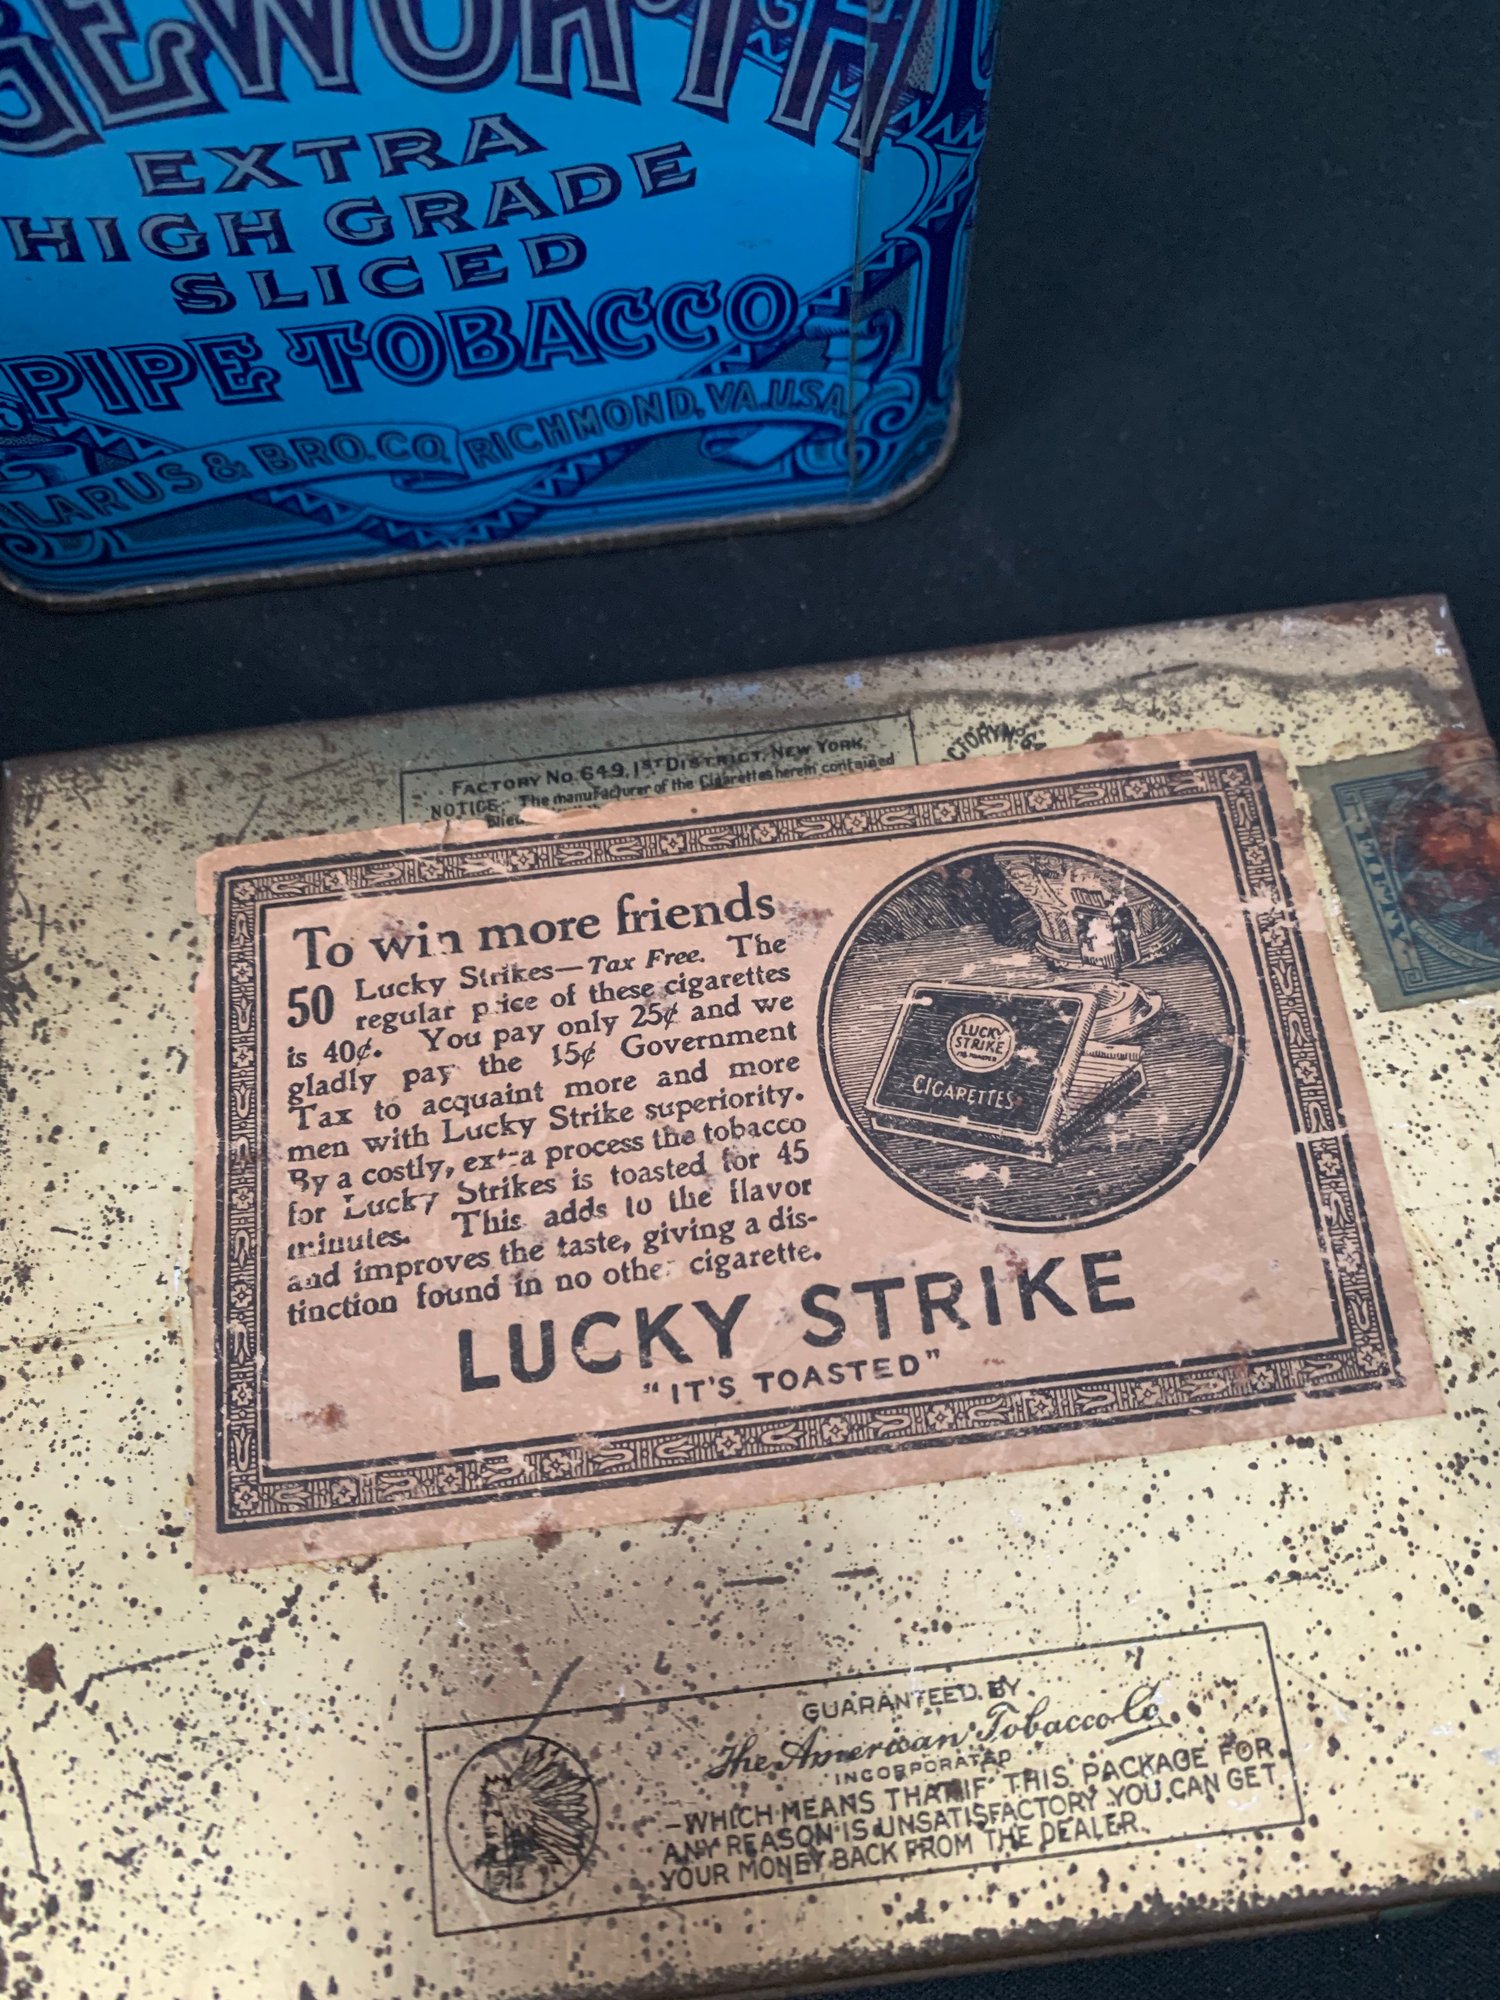 EXTRA
HIGH GRADE
SLICED
PIPE TOBACCO
LARUS & BRO. CO. RICHMOND, VA. U.S.A.
FACTORY No. 649, 1ST DISTRICT, NEW YORK.
NOTICE: The manufacturer of the Cigarettes herein contained
FIFTY
To win more friends
50 Lucky Strikes—Tax Free. The
regular price of these cigarettes
is 40¢. You pay only 25¢ and we
gladly pay the 15¢ Government
Tax to acquaint more and more
men with Lucky Strike superiority.
By a costly, extra process the tobacco
for Lucky Strikes is toasted for 45
minutes. This adds to the flavor
and improves the taste, giving a dis-
tinction found in no other cigarette.
LUCKY
STRIKE
CIGARETTES
LUCKY STRIKE
"IT'S TOASTED"
GUARANTEED BY
The American Tobacco Co.
INCORPORATED
—WHICH MEANS THAT IF THIS PACKAGE FOR
ANY REASON IS UNSATISFACTORY YOU CAN GET
YOUR MONEY BACK FROM THE DEALER.